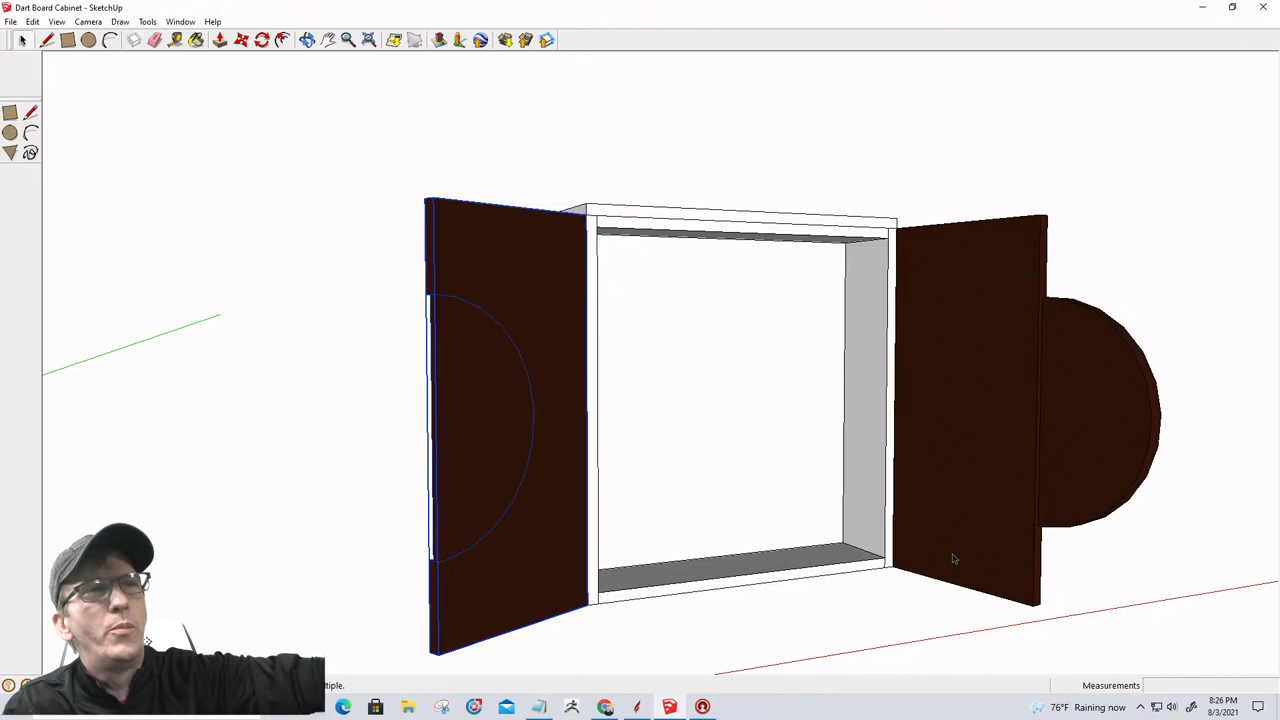 Dart Board Cabinet - SketchUp
File Edit View Camera Draw Tools Window Help
tiple.
Measurements
76°F Raining now
8:26 PM
8/3/2021